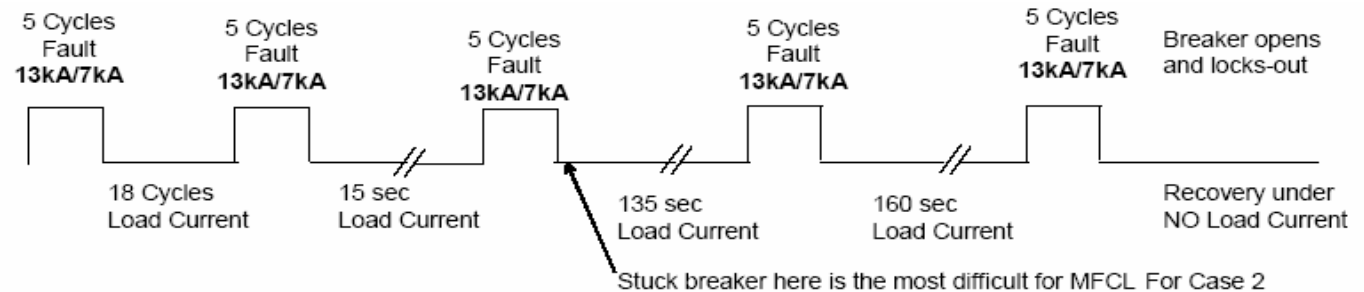 5 Cycles
Fault
13kA/7kA
5 Cycles
Fault
13kA/7kA
5 Cycles
Fault
13kA/7kA
5 Cycles
Fault
13kA/7kA
5 Cycles
Fault
13kA/7kA
Breaker opens
and locks-out
18 Cycles
Load Current
15 sec
Load Current
135 sec
Load Current
160 sec
Load Current
Recovery under
NO Load Current
Stuck breaker here is the most difficult for MFCL For Case 2